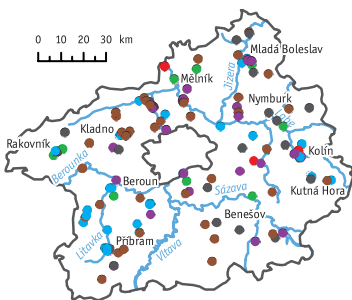 0 10 20 30 km
Mladá Boleslav
Mělník
Jizera
Nymburk
Labe
Kladno
Rakovník
Kolín
Berounka
Beroun
Sázava
Kutná Hora
Benešov
Litavka
Příbram
Vltava